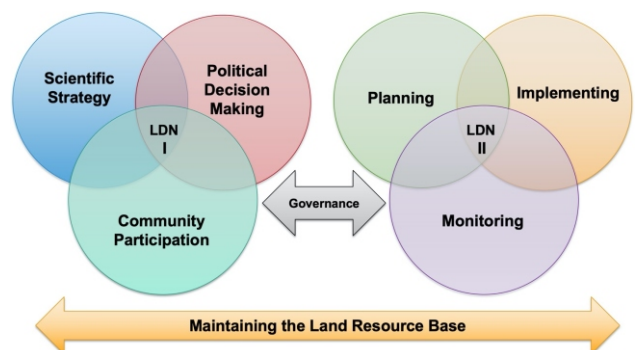 Scientific
Strategy
Political
Decision
Making
LDN
I
Community
Participation
Planning
Implementing
LDN
II
Monitoring
Governance
Maintaining the Land Resource Base